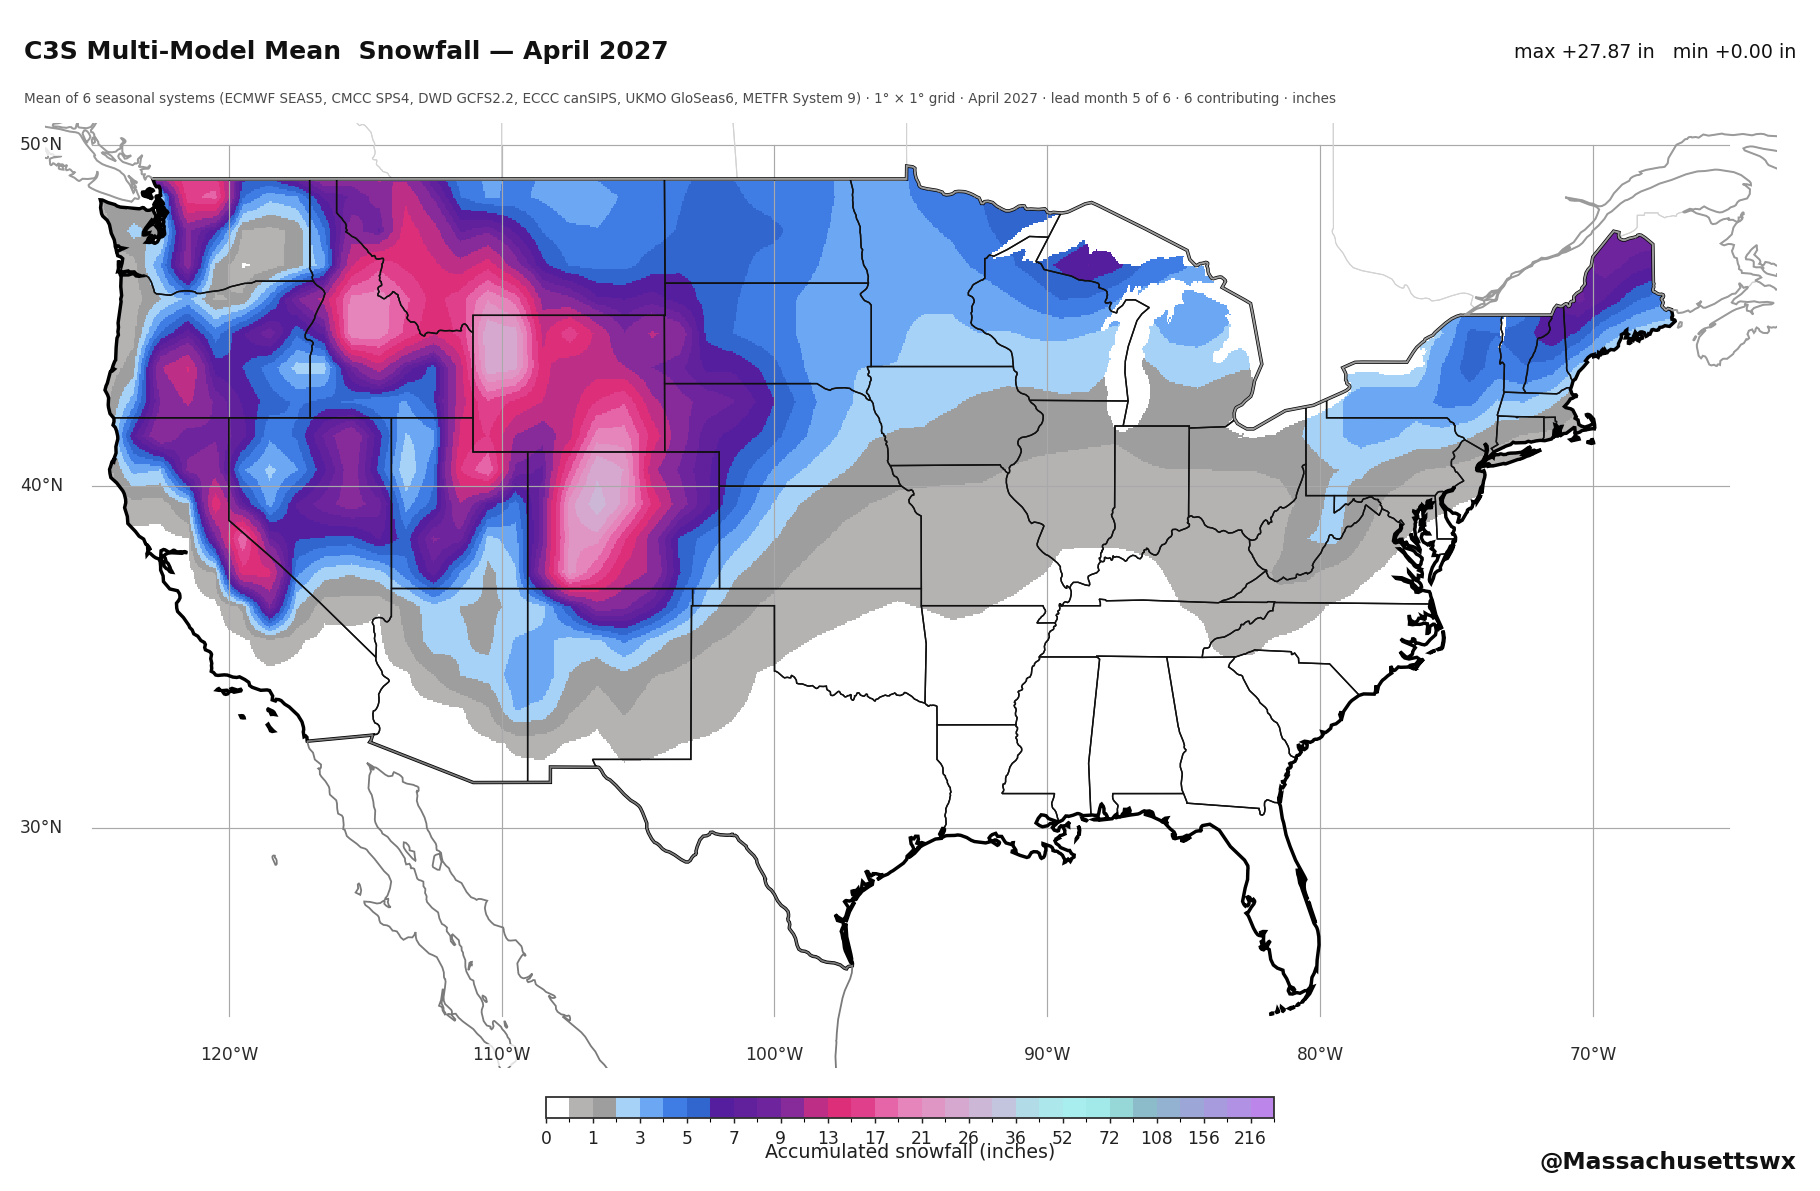 C3S Multi-Model Mean  Snowfall — April 2027
max +27.87 in   min +0.00 in
Mean of 6 seasonal systems (ECMWF SEAS5, CMCC SPS4, DWD GCFS2.2, ECCC canSIPS, UKMO GloSeas6, METFR System 9) · 1° × 1° grid · April 2027 · lead month 5 of 6 · 6 contributing · inches
50°N
40°N
30°N
120°W 110°W 100°W 90°W 80°W 70°W
0 1 3 5 7 9 13 17 21 26 36 52 72 108 156 216
Accumulated snowfall (inches)
@Massachusettswx